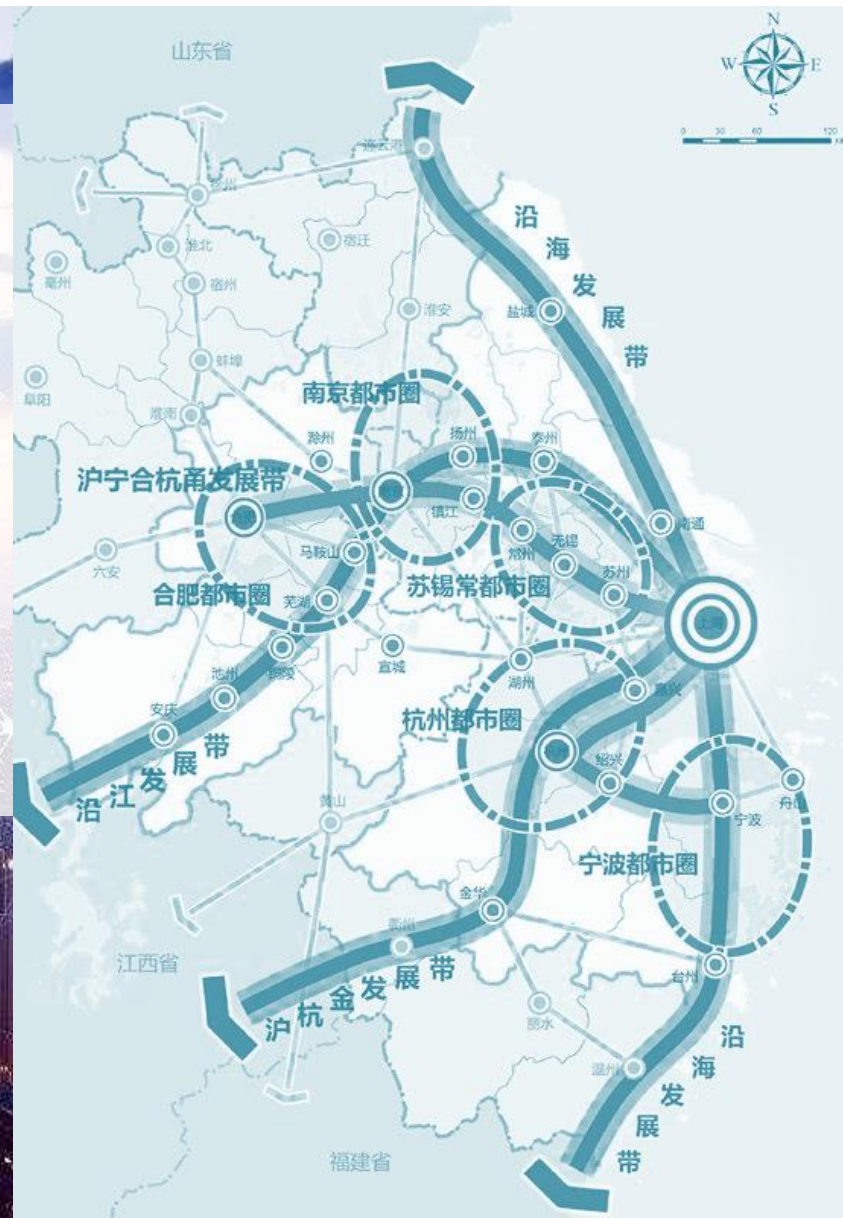 山东省
N
W
E
S
0 30 60 120
连云港
徐州
沿海发展带
淮北
宿迁
亳州
宿州
淮安
盐城
蚌埠
阜阳
南京都市圈
淮南
滁州
扬州
泰州
沪宁合杭甬发展带
镇江
南通
马鞍山
常州
无锡
六安
合肥都市圈
芜湖
苏锡常都市圈
苏州
上海
铜陵
宣城
湖州
池州
嘉兴
安庆
杭州都市圈
绍兴
沿江发展带
舟山
宁波
黄山
宁波都市圈
金华
衢州
江西省
台州
沪杭金发展带
丽水
沿海发展带
温州
福建省